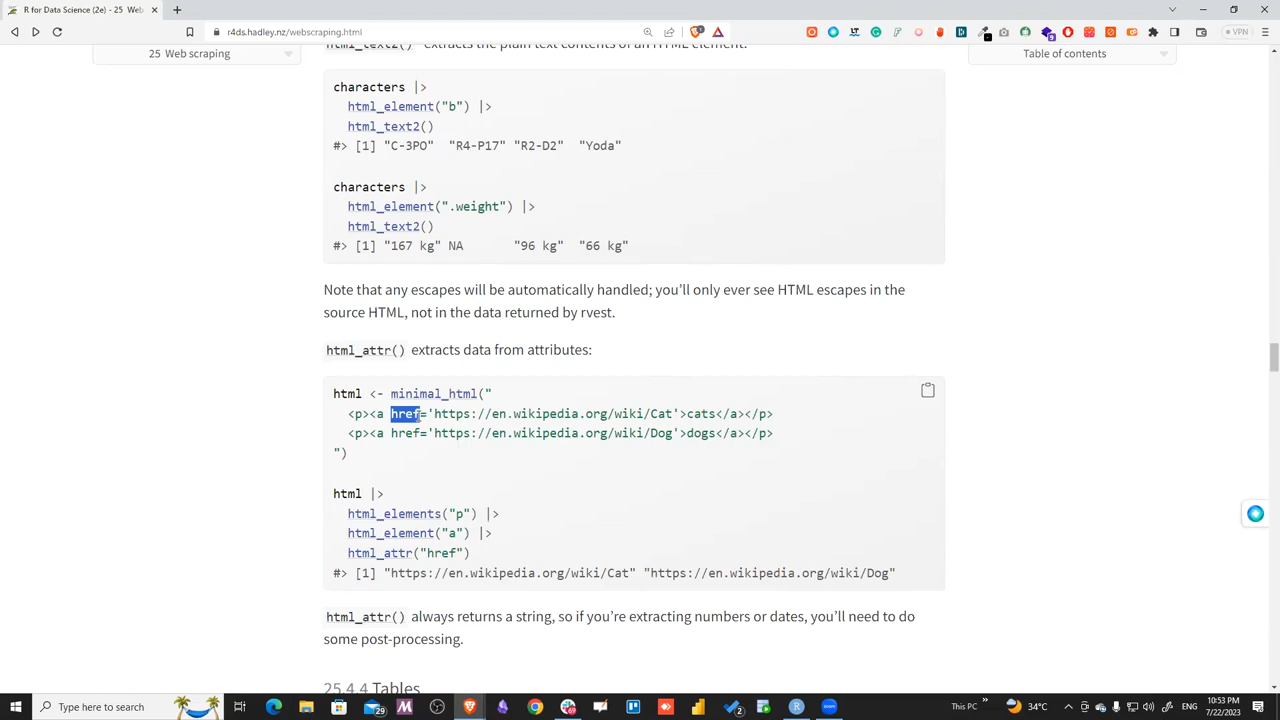 R for Data Science (2e) - 25 Web
r4ds.hadley.nz/webscraping.html
VPN
25 Web scraping
Table of contents
html_text2() extracts the plain text contents of an HTML element:
characters |>
html_element("b") |>
html_text2()
#> [1] "C-3PO" "R4-P17" "R2-D2" "Yoda"
characters |>
html_element(".weight") |>
html_text2()
#> [1] "167 kg" NA "96 kg" "66 kg"
Note that any escapes will be automatically handled; you'll only ever see HTML escapes in the
source HTML, not in the data returned by rvest.
html_attr() extracts data from attributes:
html <- minimal_html("
<p><a href='https://en.wikipedia.org/wiki/Cat'>cats</a></p>
<p><a href='https://en.wikipedia.org/wiki/Dog'>dogs</a></p>
")
html |>
html_elements("p") |>
html_element("a") |>
html_attr("href")
#> [1] "https://en.wikipedia.org/wiki/Cat" "https://en.wikipedia.org/wiki/Dog"
html_attr() always returns a string, so if you're extracting numbers or dates, you'll need to do
some post-processing.
25.4.4 Tables
Type here to search
29
2
This PC
34°C
10:53 PM
7/22/2023